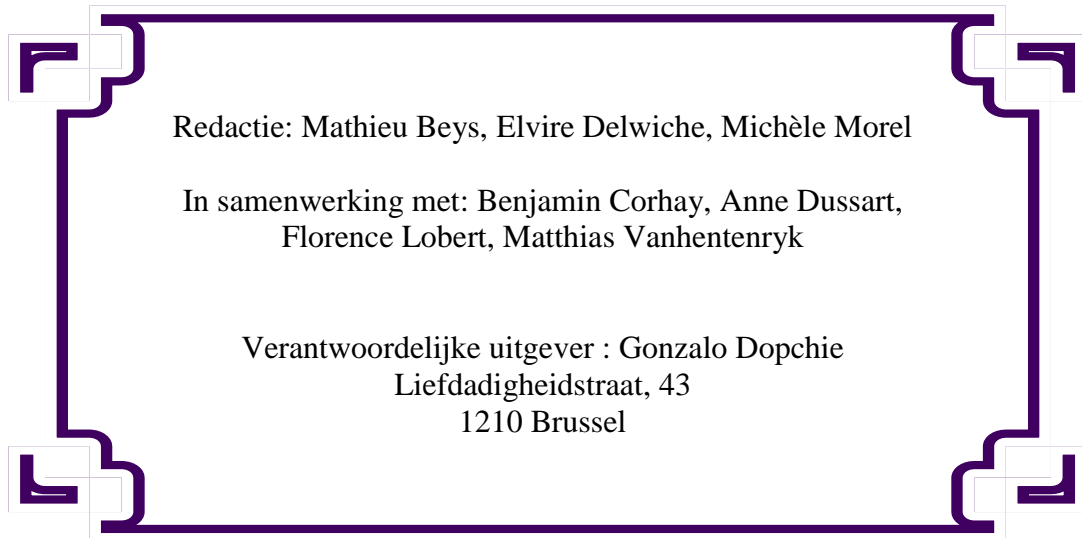 Redactie: Mathieu Beys, Elvire Delwiche, Michèle Morel
In samenwerking met: Benjamin Corhay, Anne Dussart,
Florence Lobert, Matthias Vanhentenryk
Verantwoordelijke uitgever : Gonzalo Dopchie
Liefdadigheidstraat, 43
1210 Brussel